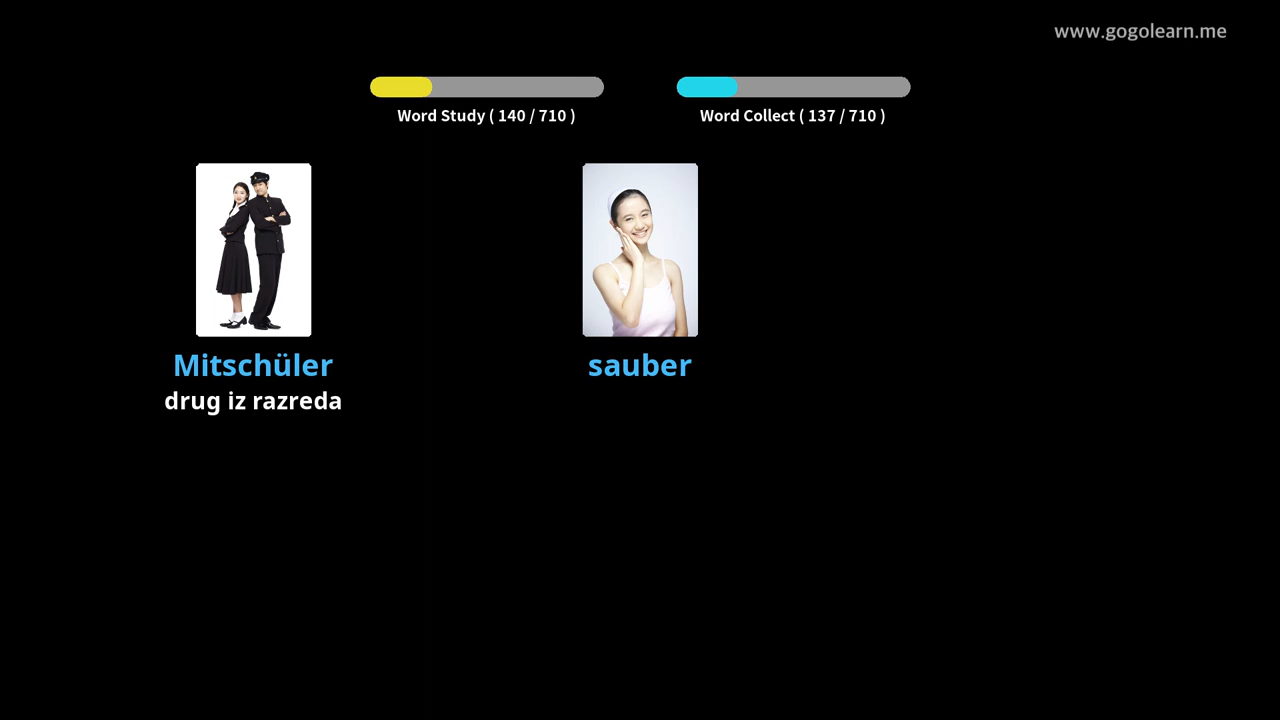 www.gogolearn.me
Word Study ( 140 / 710 )
Word Collect ( 137 / 710 )
Mitschüler
drug iz razreda
sauber